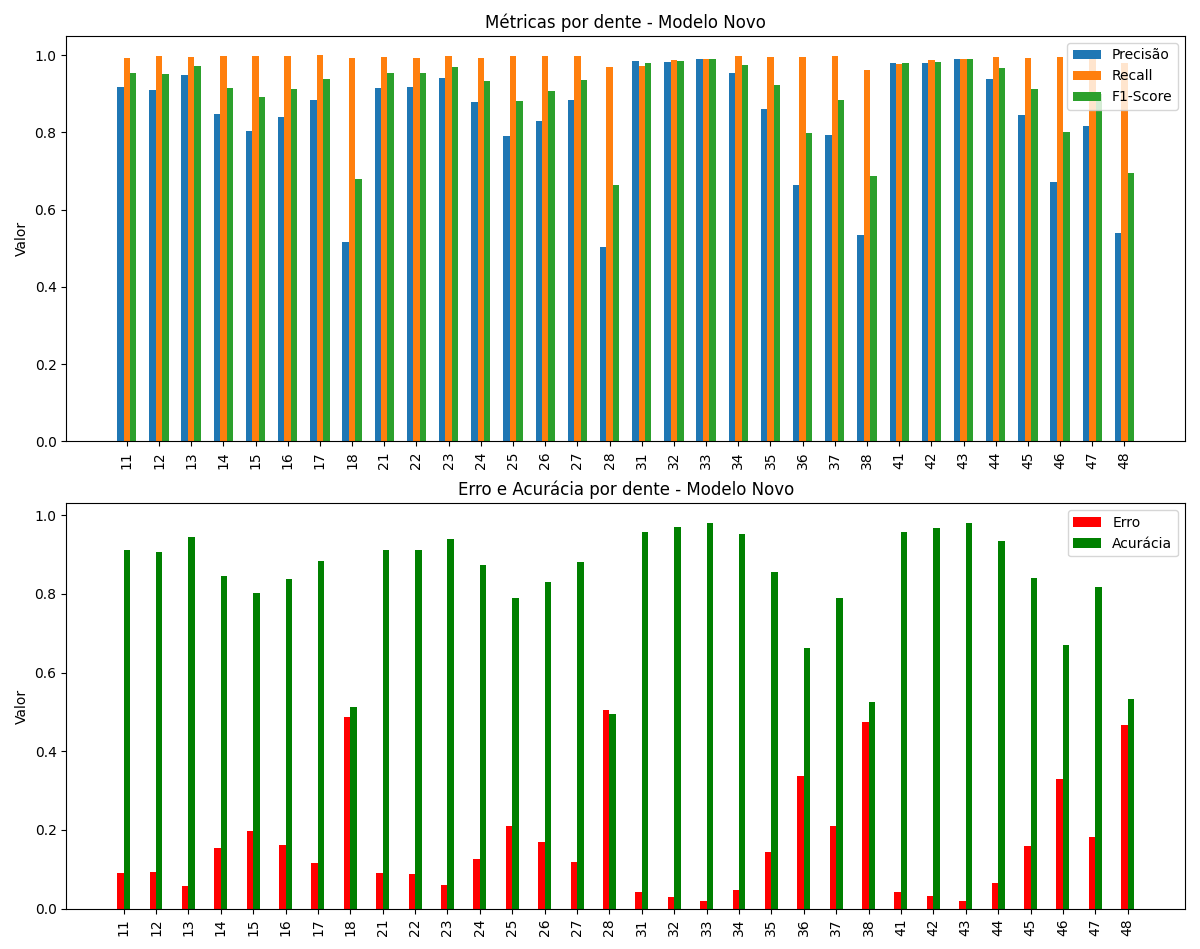 Métricas por dente - Modelo Novo
Valor
1.0
0.8
0.6
0.4
0.2
0.0
Precisão
Recall
F1-Score
11 12 13 14 15 16 17 18 21 22 23 24 25 26 27 28 31 32 33 34 35 36 37 38 41 42 43 44 45 46 47 48
Erro e Acurácia por dente - Modelo Novo
Valor
1.0
0.8
0.6
0.4
0.2
0.0
Erro
Acurácia
11 12 13 14 15 16 17 18 21 22 23 24 25 26 27 28 31 32 33 34 35 36 37 38 41 42 43 44 45 46 47 48